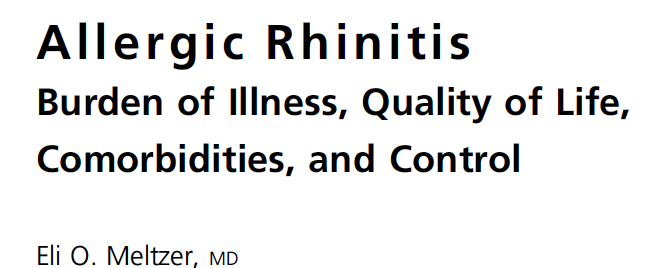 Allergic Rhinitis
Burden of Illness, Quality of Life,
Comorbidities, and Control
Eli O. Meltzer, MD